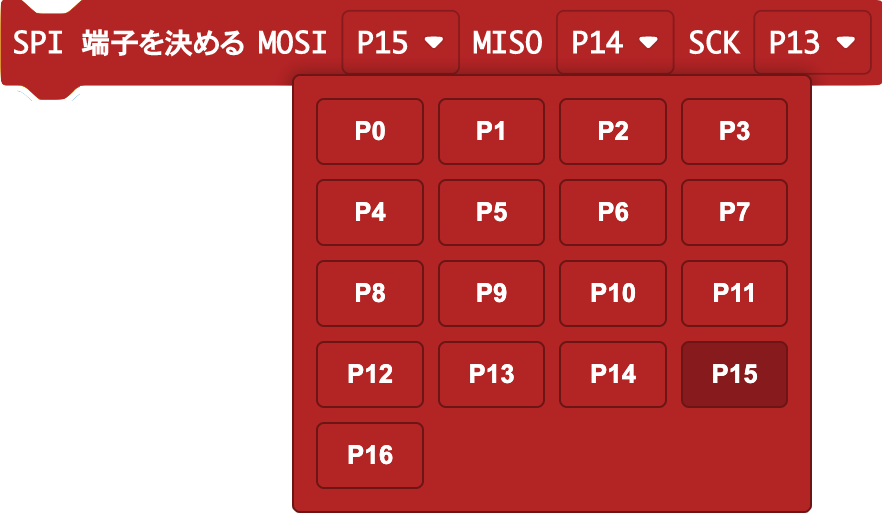 SPI 端子を決める MOSI P15 MISO P14 SCK P13
P0 P1 P2 P3
P4 P5 P6 P7
P8 P9 P10 P11
P12 P13 P14 P15
P16